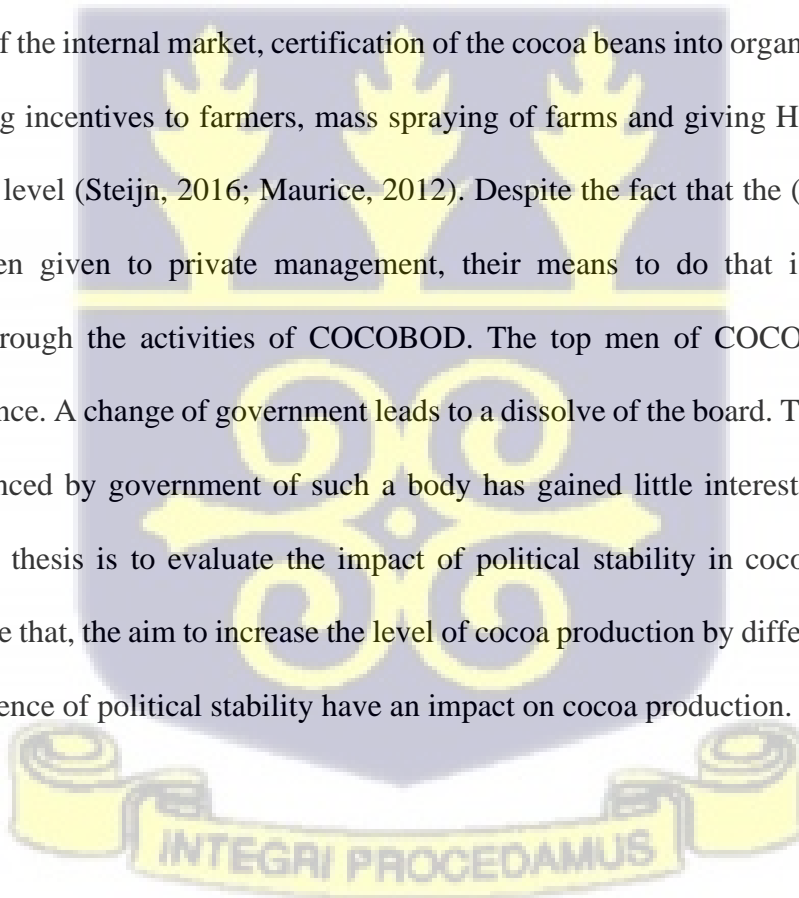 f the internal market, certification of the cocoa beans into organ
g incentives to farmers, mass spraying of farms and giving H
level (Steijn, 2016; Maurice, 2012). Despite the fact that the (
en given to private management, their means to do that i
rough the activities of COCOBOD. The top men of COCO
nce. A change of government leads to a dissolve of the board. T
nced by government of such a body has gained little interest
thesis is to evaluate the impact of political stability in coco
e that, the aim to increase the level of cocoa production by diffe
ence of political stability have an impact on cocoa production.
INTEGRI PROCEDAMUS